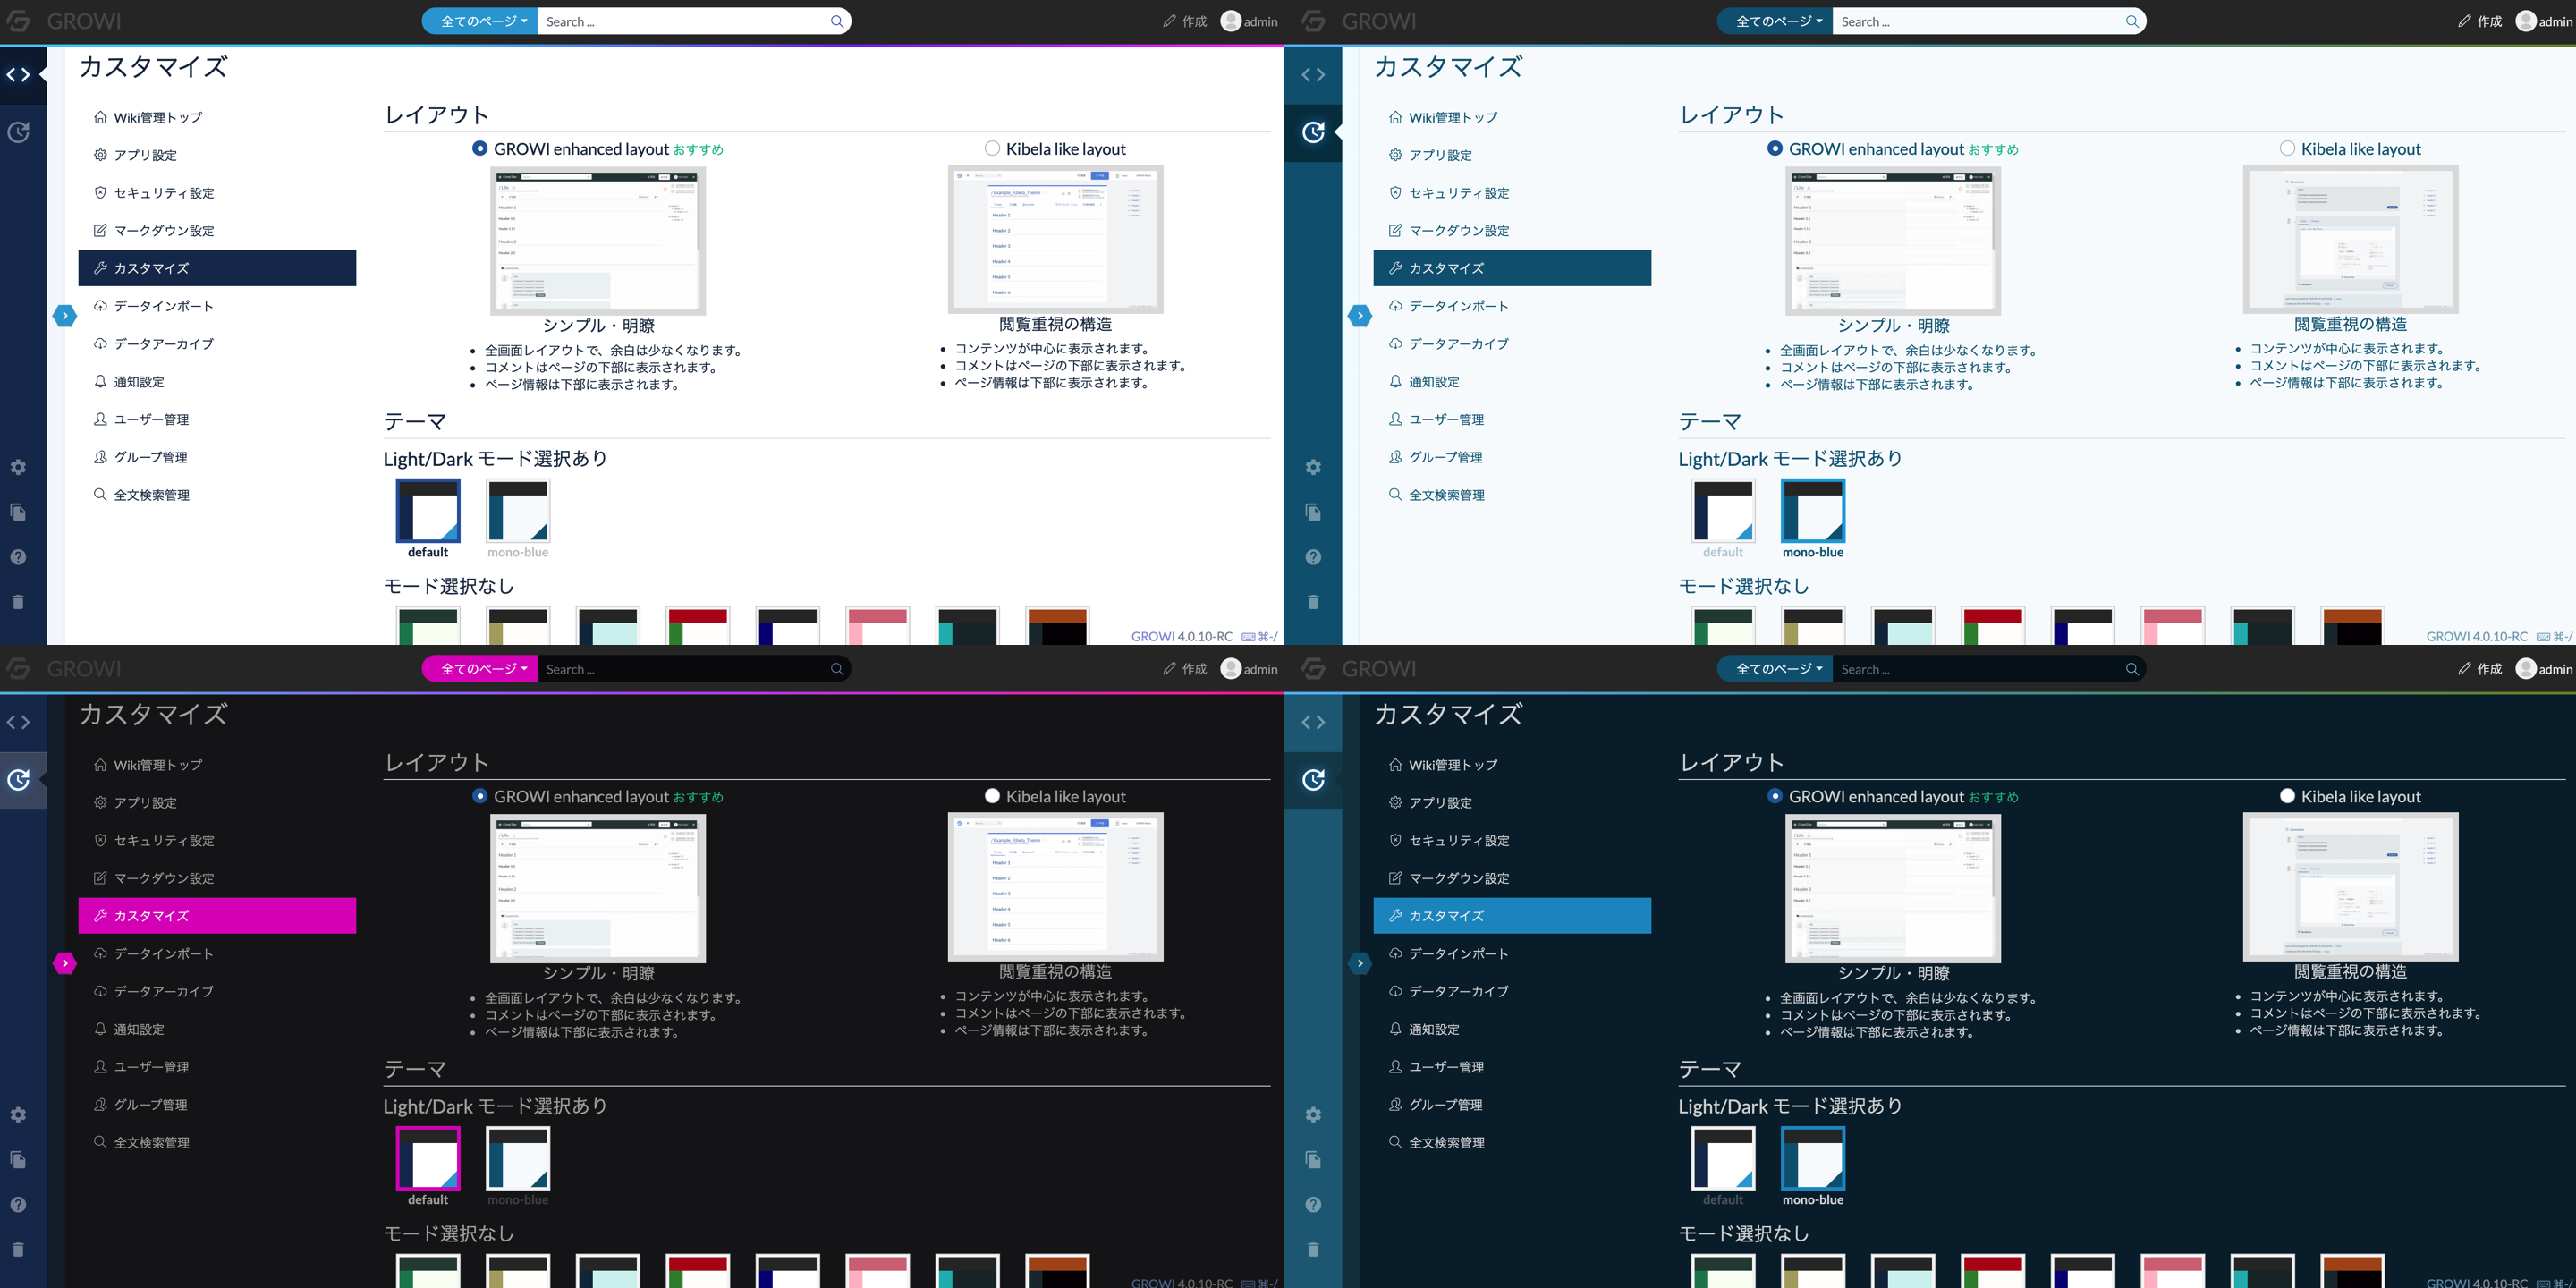 GROWI
全てのページ
Search ...
作成
admin
カスタマイズ
Wiki管理トップ
アプリ設定
セキュリティ設定
マークダウン設定
カスタマイズ
データインポート
データアーカイブ
通知設定
ユーザー管理
グループ管理
全文検索管理
レイアウト
GROWI enhanced layout おすすめ
シンプル・明瞭
全画面レイアウトで、余白は少なくなります。
コメントはページの下部に表示されます。
ページ情報は下部に表示されます。
Kibela like layout
閲覧重視の構造
コンテンツが中心に表示されます。
コメントはページの下部に表示されます。
ページ情報は下部に表示されます。
テーマ
Light/Dark モード選択あり
default
mono-blue
モード選択なし
GROWI 4.0.10-RC ⌘-/
GROWI
全てのページ
Search ...
作成
admin
カスタマイズ
Wiki管理トップ
アプリ設定
セキュリティ設定
マークダウン設定
カスタマイズ
データインポート
データアーカイブ
通知設定
ユーザー管理
グループ管理
全文検索管理
レイアウト
GROWI enhanced layout おすすめ
シンプル・明瞭
全画面レイアウトで、余白は少なくなります。
コメントはページの下部に表示されます。
ページ情報は下部に表示されます。
Kibela like layout
閲覧重視の構造
コンテンツが中心に表示されます。
コメントはページの下部に表示されます。
ページ情報は下部に表示されます。
テーマ
Light/Dark モード選択あり
default
mono-blue
モード選択なし
GROWI 4.0.10-RC ⌘-/
GROWI
全てのページ
Search ...
作成
admin
カスタマイズ
Wiki管理トップ
アプリ設定
セキュリティ設定
マークダウン設定
カスタマイズ
データインポート
データアーカイブ
通知設定
ユーザー管理
グループ管理
全文検索管理
レイアウト
GROWI enhanced layout おすすめ
シンプル・明瞭
全画面レイアウトで、余白は少なくなります。
コメントはページの下部に表示されます。
ページ情報は下部に表示されます。
Kibela like layout
閲覧重視の構造
コンテンツが中心に表示されます。
コメントはページの下部に表示されます。
ページ情報は下部に表示されます。
テーマ
Light/Dark モード選択あり
default
mono-blue
モード選択なし
GROWI 4.0.10-RC ⌘-/
GROWI
全てのページ
Search ...
作成
admin
カスタマイズ
Wiki管理トップ
アプリ設定
セキュリティ設定
マークダウン設定
カスタマイズ
データインポート
データアーカイブ
通知設定
ユーザー管理
グループ管理
全文検索管理
レイアウト
GROWI enhanced layout おすすめ
シンプル・明瞭
全画面レイアウトで、余白は少なくなります。
コメントはページの下部に表示されます。
ページ情報は下部に表示されます。
Kibela like layout
閲覧重視の構造
コンテンツが中心に表示されます。
コメントはページの下部に表示されます。
ページ情報は下部に表示されます。
テーマ
Light/Dark モード選択あり
default
mono-blue
モード選択なし
GROWI 4.0.10-RC ⌘-/